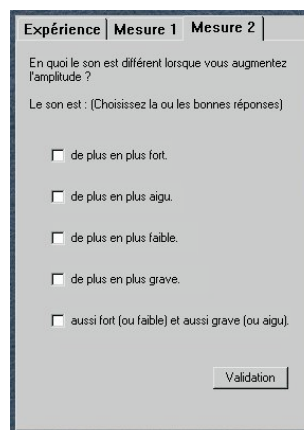 Expérience Mesure 1 Mesure 2
En quoi le son est différent lorsque vous augmentez
l'amplitude ?
Le son est : (Choisissez la ou les bonnes réponses)
de plus en plus fort.
de plus en plus aigu.
de plus en plus faible.
de plus en plus grave.
aussi fort (ou faible) et aussi grave (ou aigu).
Validation